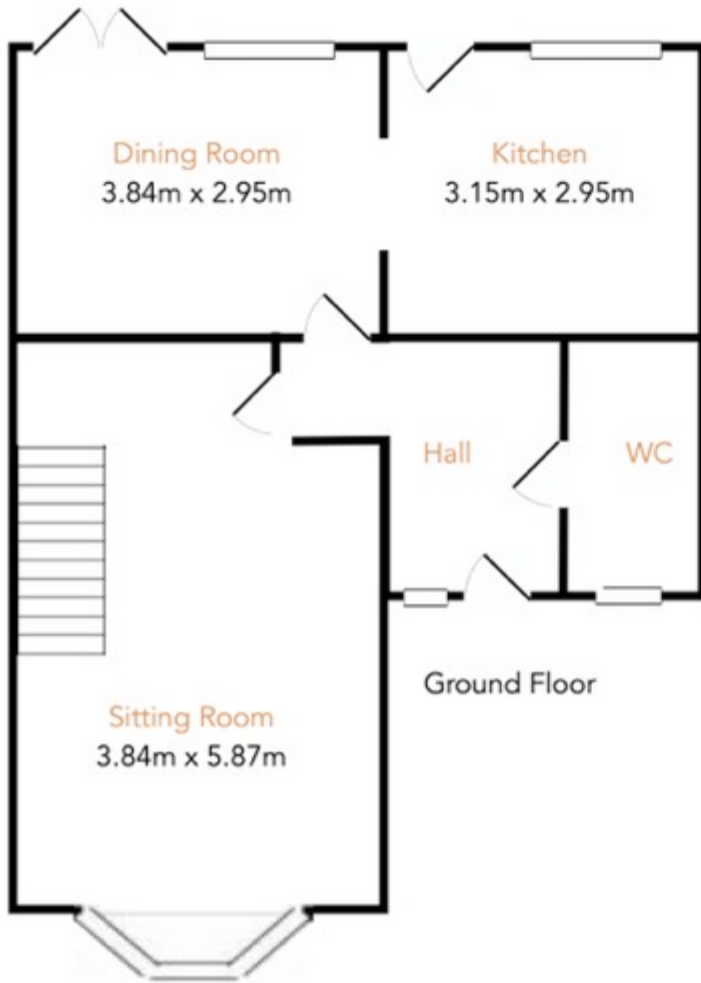 Dining Room
3.84m x 2.95m
Kitchen
3.15m x 2.95m
Hall
WC
Ground Floor
Sitting Room
3.84m x 5.87m